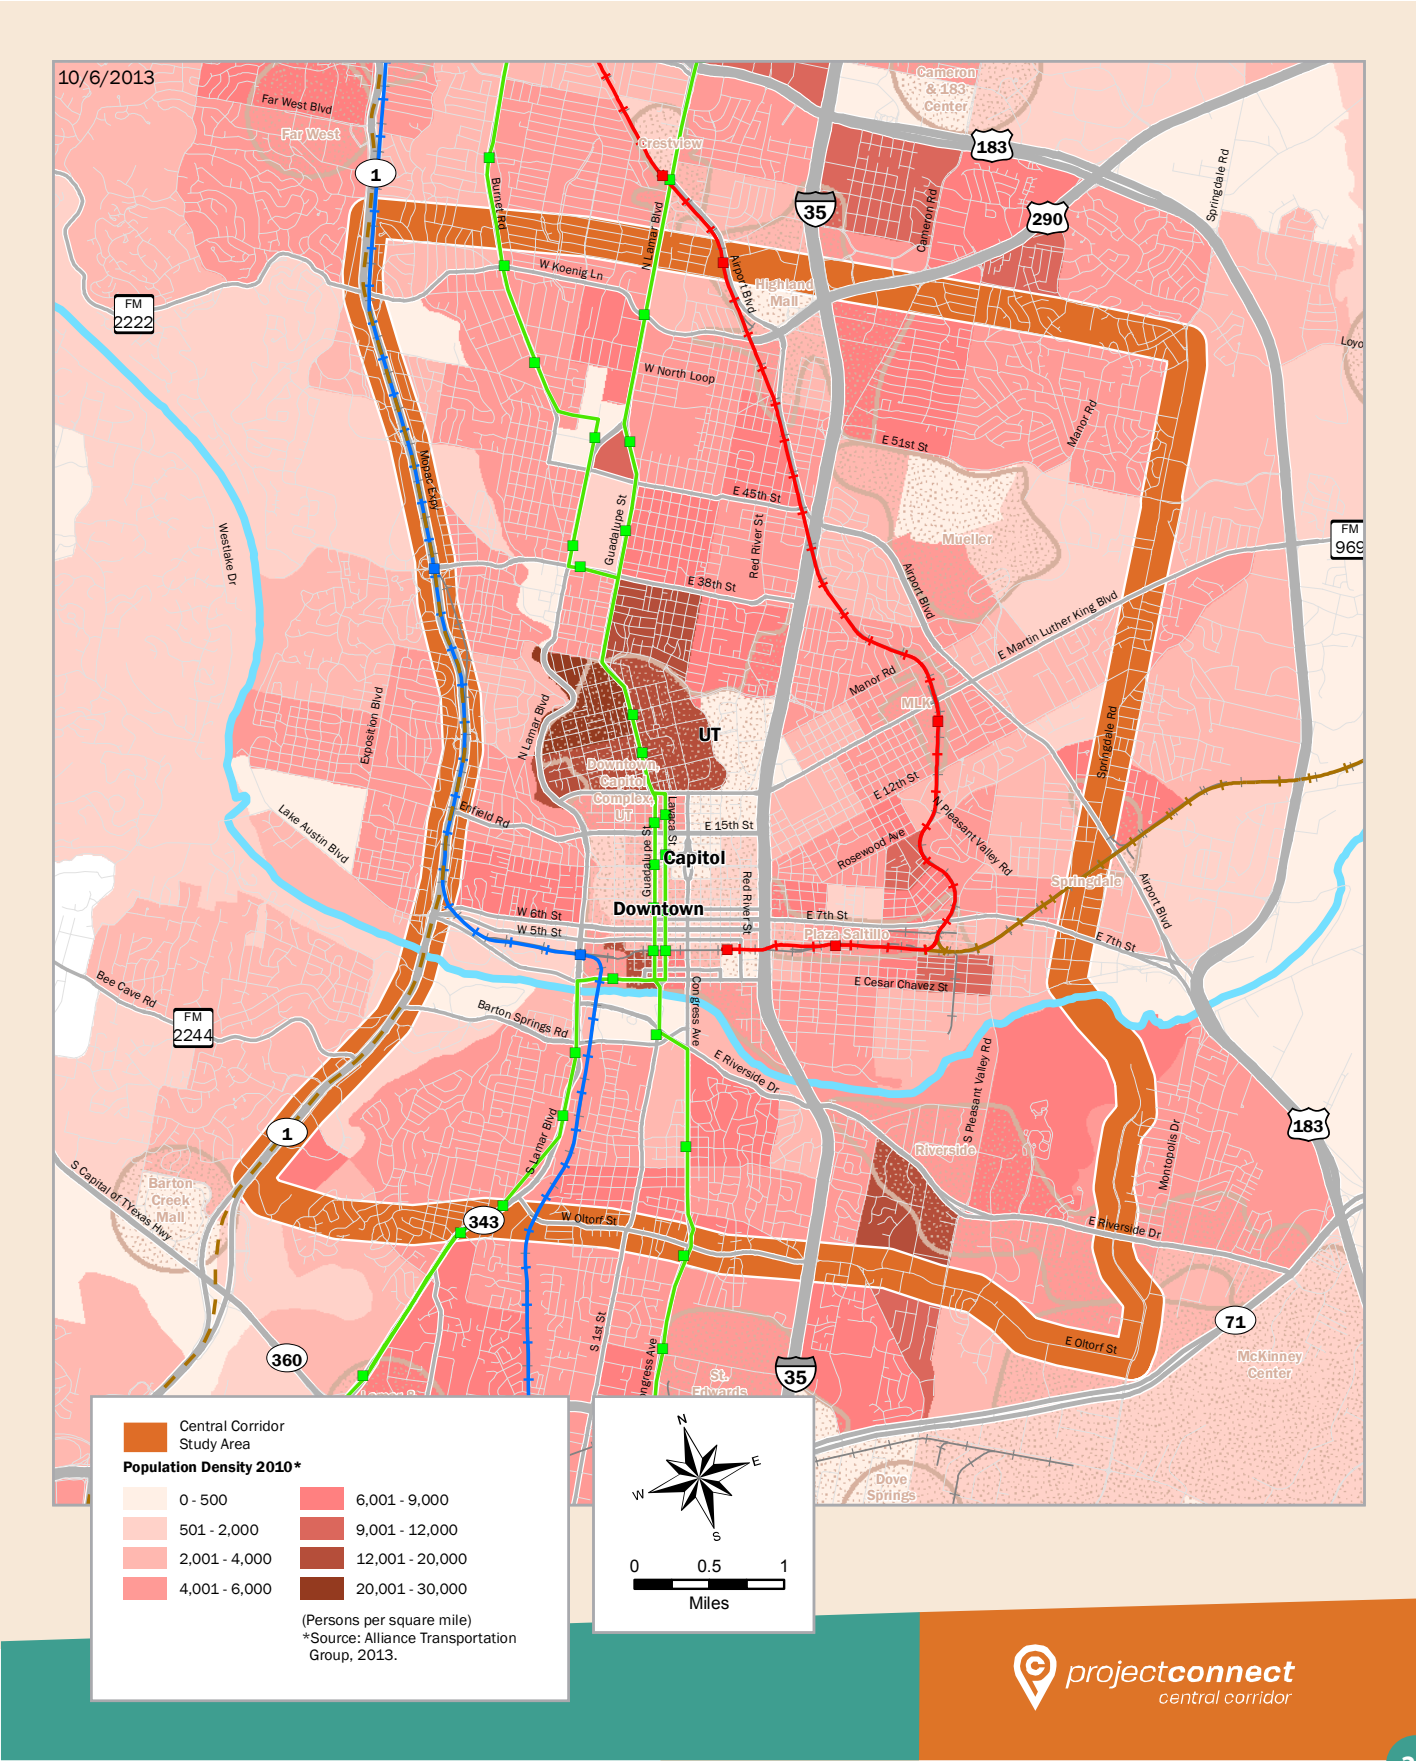 10/6/2013
Far West Blvd
Far West
1
Burnet Rd
Crestview
N Lamar Blvd
Airport Blvd
Cameron
& 183
Center
183
35
290
Cameron Rd
Springdale Rd
FM
2222
W Koenig Ln
Highland
Mall
W North Loop
Loyo
Manor Rd
E 51st St
Mopac Expy
E 45th St
Guadalupe St
Red River St
Mueller
FM
969
Westlake Dr
E 38th St
Airport Blvd
E Martin Luther King Blvd
Manor Rd
MLK
Exposition Blvd
N Lamar Blvd
UT
Springdale Rd
Downtown,
Capitol
Complex,
UT
Lake Austin Blvd
Enfield Rd
Lavaca St
E 15th St
E 12th St
N Pleasant Valley Rd
Guadalupe St
Capitol
Rosewood Ave
Springdale
Red River St
Downtown
W 6th St
W 5th St
E 7th St
Plaza Saltillo
Airport Blvd
E 7th St
Bee Cave Rd
FM
2244
Congress Ave
E Cesar Chavez St
Barton Springs Rd
E Riverside Dr
S Pleasant Valley Rd
183
1
S Lamar Blvd
Riverside
Montopolis Dr
Barton
Creek
Mall
S Capital of TYexas Hwy
343
W Oltorf St
E Riverside Dr
71
S 1st St
E Oltorf St
360
ongress Ave
35
St.
Edwards
McKinney
Center
Dove
Springs
Central Corridor
Study Area
Population Density 2010*
0 - 500
501 - 2,000
2,001 - 4,000
4,001 - 6,000
6,001 - 9,000
9,001 - 12,000
12,001 - 20,000
20,001 - 30,000
(Persons per square mile)
*Source: Alliance Transportation
Group, 2013.
N
E
W
S
0 0.5 1
Miles
projectconnect
central corridor